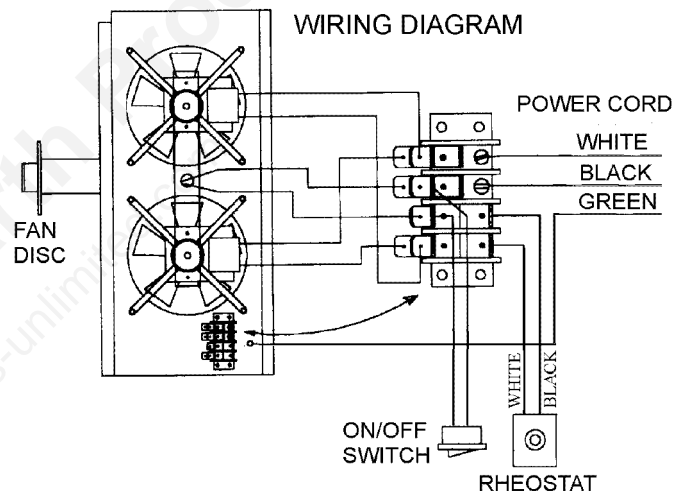 WIRING DIAGRAM
POWER CORD
WHITE
BLACK
GREEN
FAN
DISC
WHITE
BLACK
ON/OFF
SWITCH
RHEOSTAT